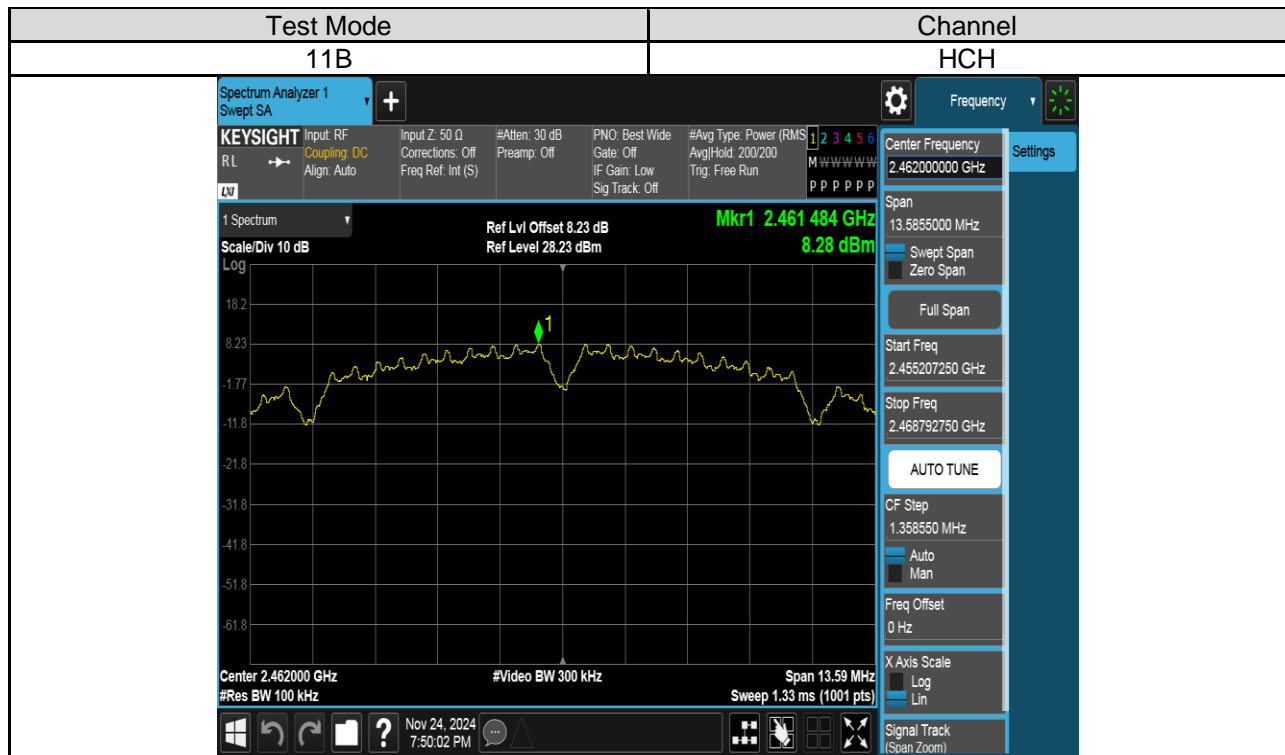 Test Mode Channel
11B HCH
Spectrum Analyzer 1
Swept SA
+
Frequency
KEYSIGHT
RL
LXI
Input: RF
Coupling: DC
Align: Auto
Input Z: 50 Ω
Corrections: Off
Freq Ref: Int (S)
#Atten: 30 dB
Preamp: Off
PNO: Best Wide
Gate: Off
IF Gain: Low
Sig Track: Off
#Avg Type: Power (RMS
Avg|Hold: 200/200
Trig: Free Run
1 2 3 4 5 6
M W W W W W
P P P P P P
1 Spectrum
Scale/Div 10 dB
Ref Lvl Offset 8.23 dB
Ref Level 28.23 dBm
Mkr1 2.461 484 GHz
8.28 dBm
Log
18.2
8.23
-1.77
-11.8
-21.8
-31.8
-41.8
-51.8
-61.8
1
Center 2.462000 GHz
#Res BW 100 kHz
#Video BW 300 kHz
Span 13.59 MHz
Sweep 1.33 ms (1001 pts)
Center Frequency
2.462000000 GHz
Span
13.5855000 MHz
Swept Span
Zero Span
Full Span
Start Freq
2.455207250 GHz
Stop Freq
2.468792750 GHz
AUTO TUNE
CF Step
1.358550 MHz
Auto
Man
Freq Offset
0 Hz
X Axis Scale
Log
Lin
Signal Track
(Span Zoom)
Settings
?
Nov 24, 2024
7:50:02 PM